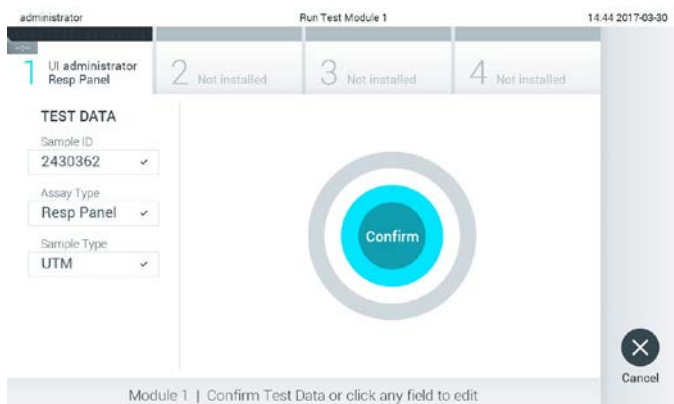 administrator
Run Test Module 1
14:44 2017-03-30
1
UI administrator
Resp Panel
2 Not installed
3 Not installed
4 Not installed
TEST DATA
Sample ID
2430362
Assay Type
Resp Panel
Sample Type
UTM
Confirm
Cancel
Module 1 | Confirm Test Data or click any field to edit